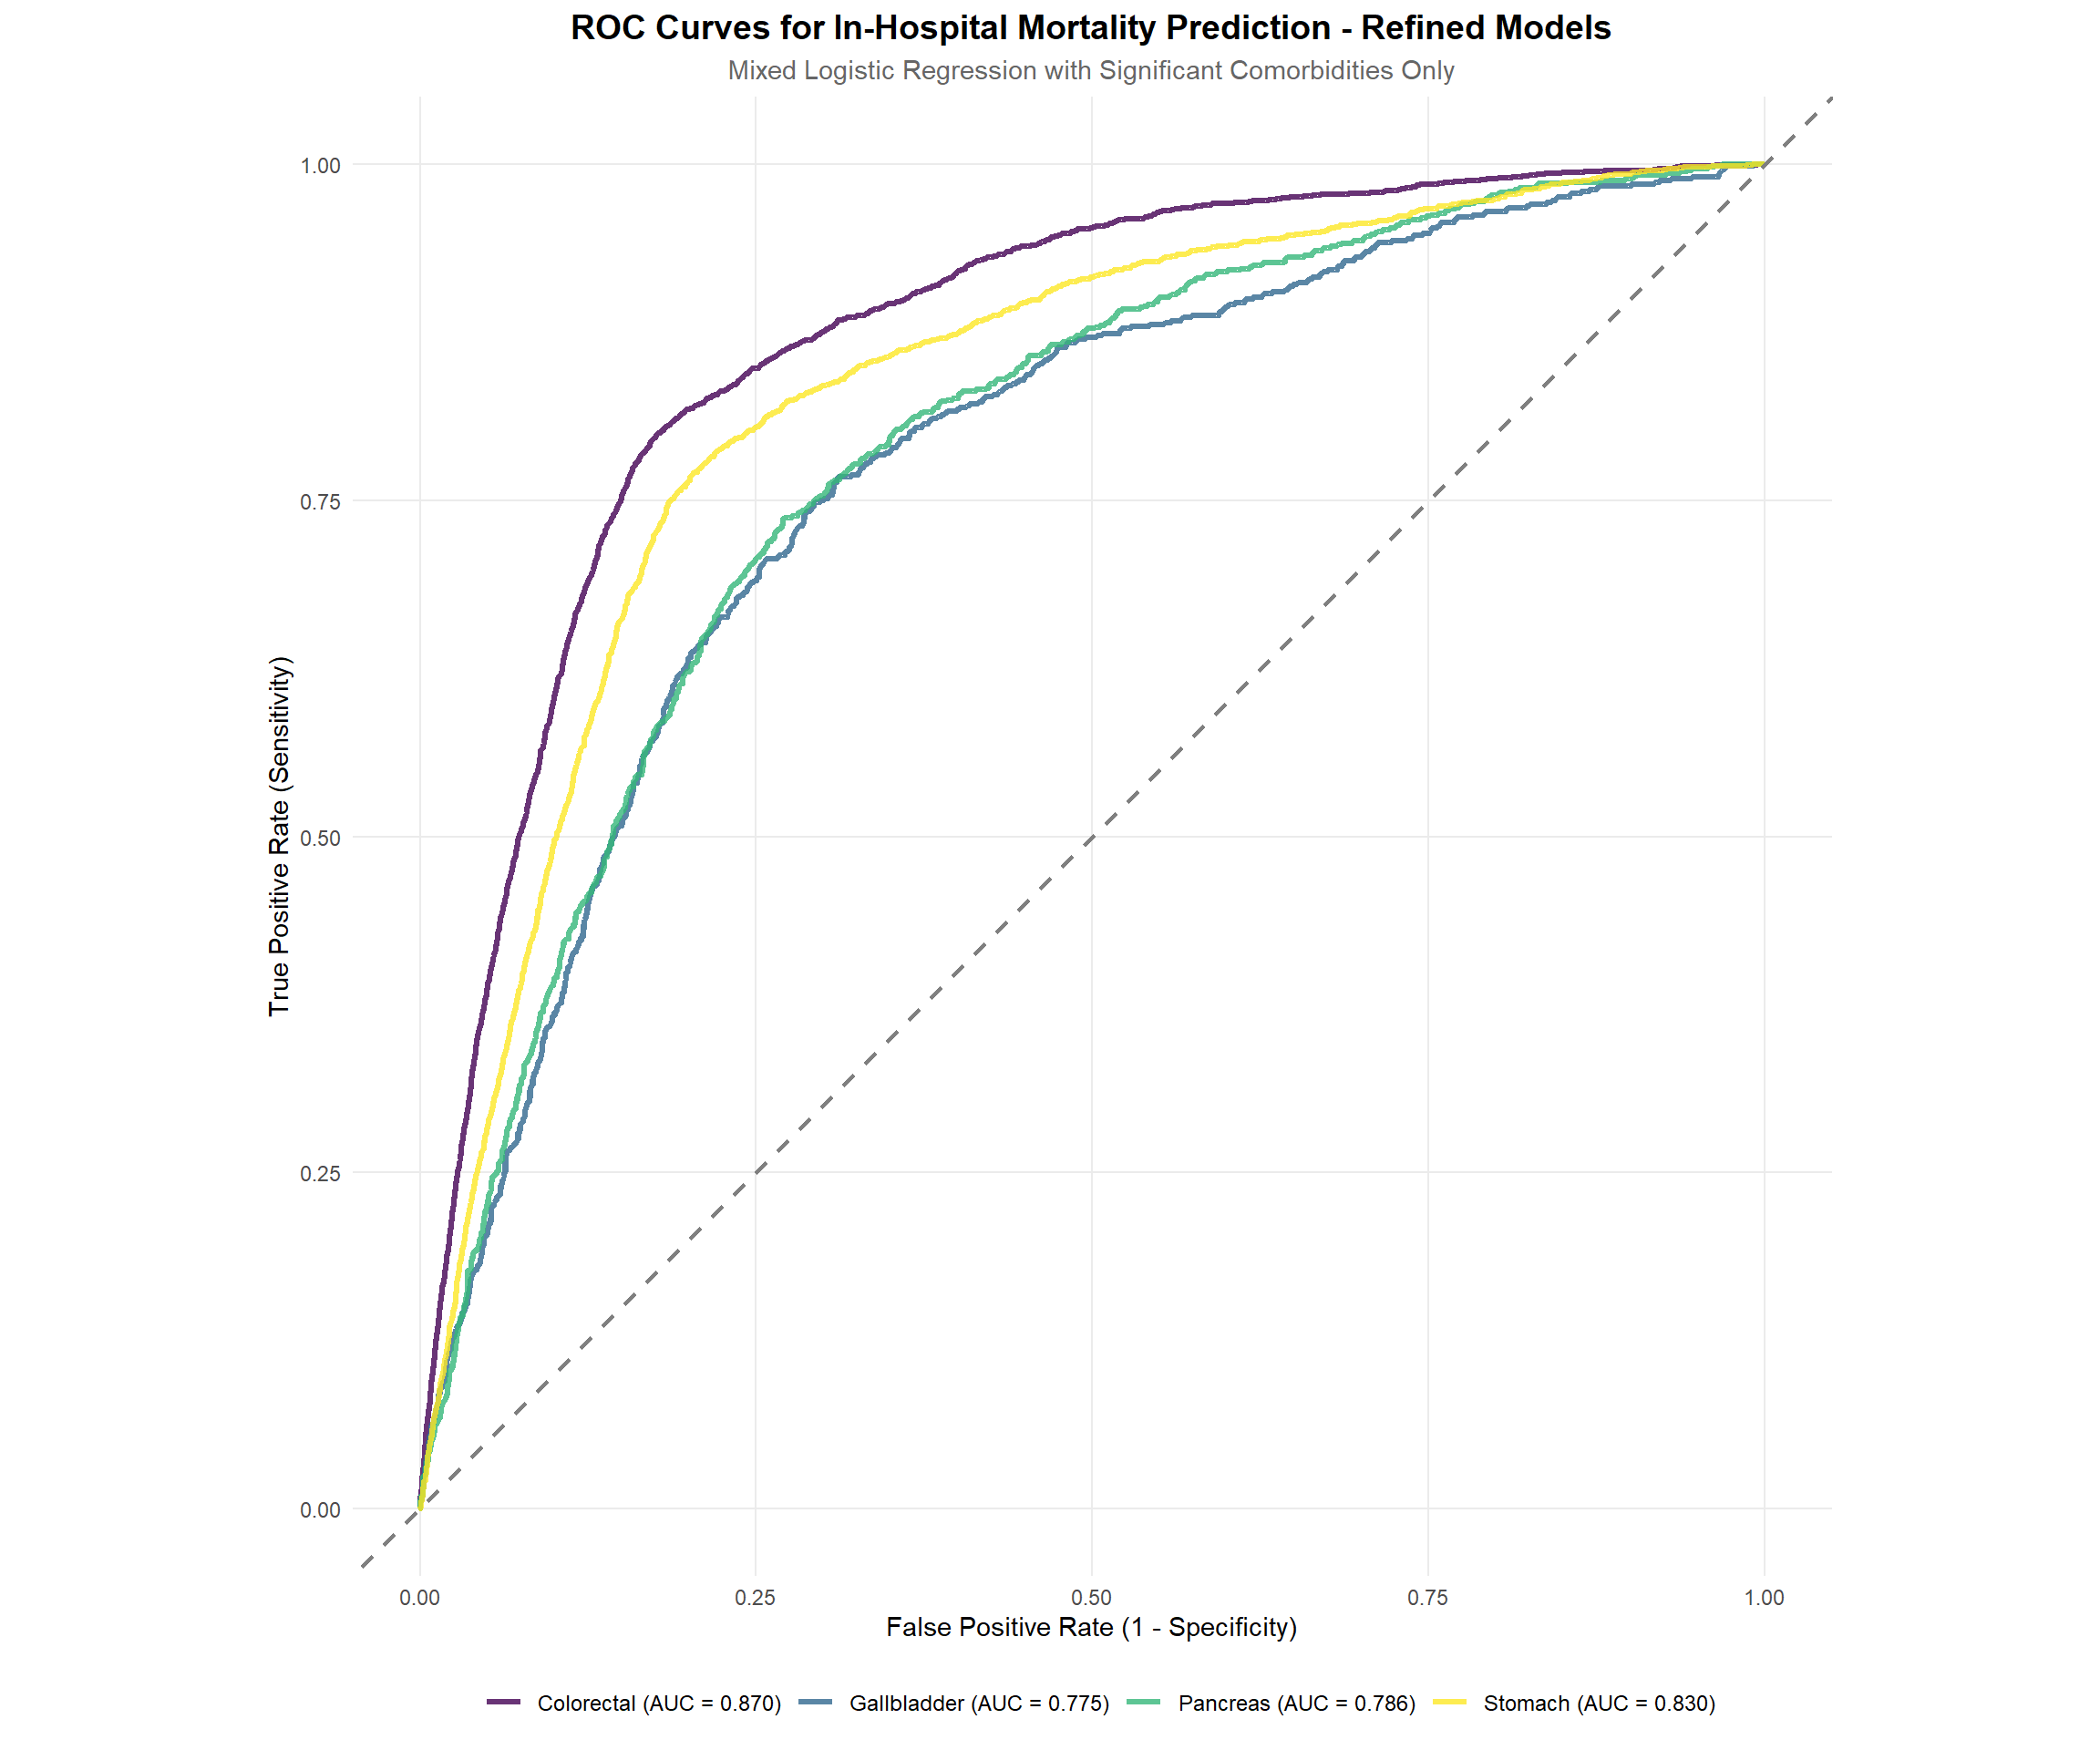 ROC Curves for In-Hospital Mortality Prediction - Refined Models
Mixed Logistic Regression with Significant Comorbidities Only
True Positive Rate (Sensitivity)
1.00
0.75
0.50
0.25
0.00
0.00
0.25
0.50
0.75
1.00
False Positive Rate (1 - Specificity)
Colorectal (AUC = 0.870)
Gallbladder (AUC = 0.775)
Pancreas (AUC = 0.786)
Stomach (AUC = 0.830)